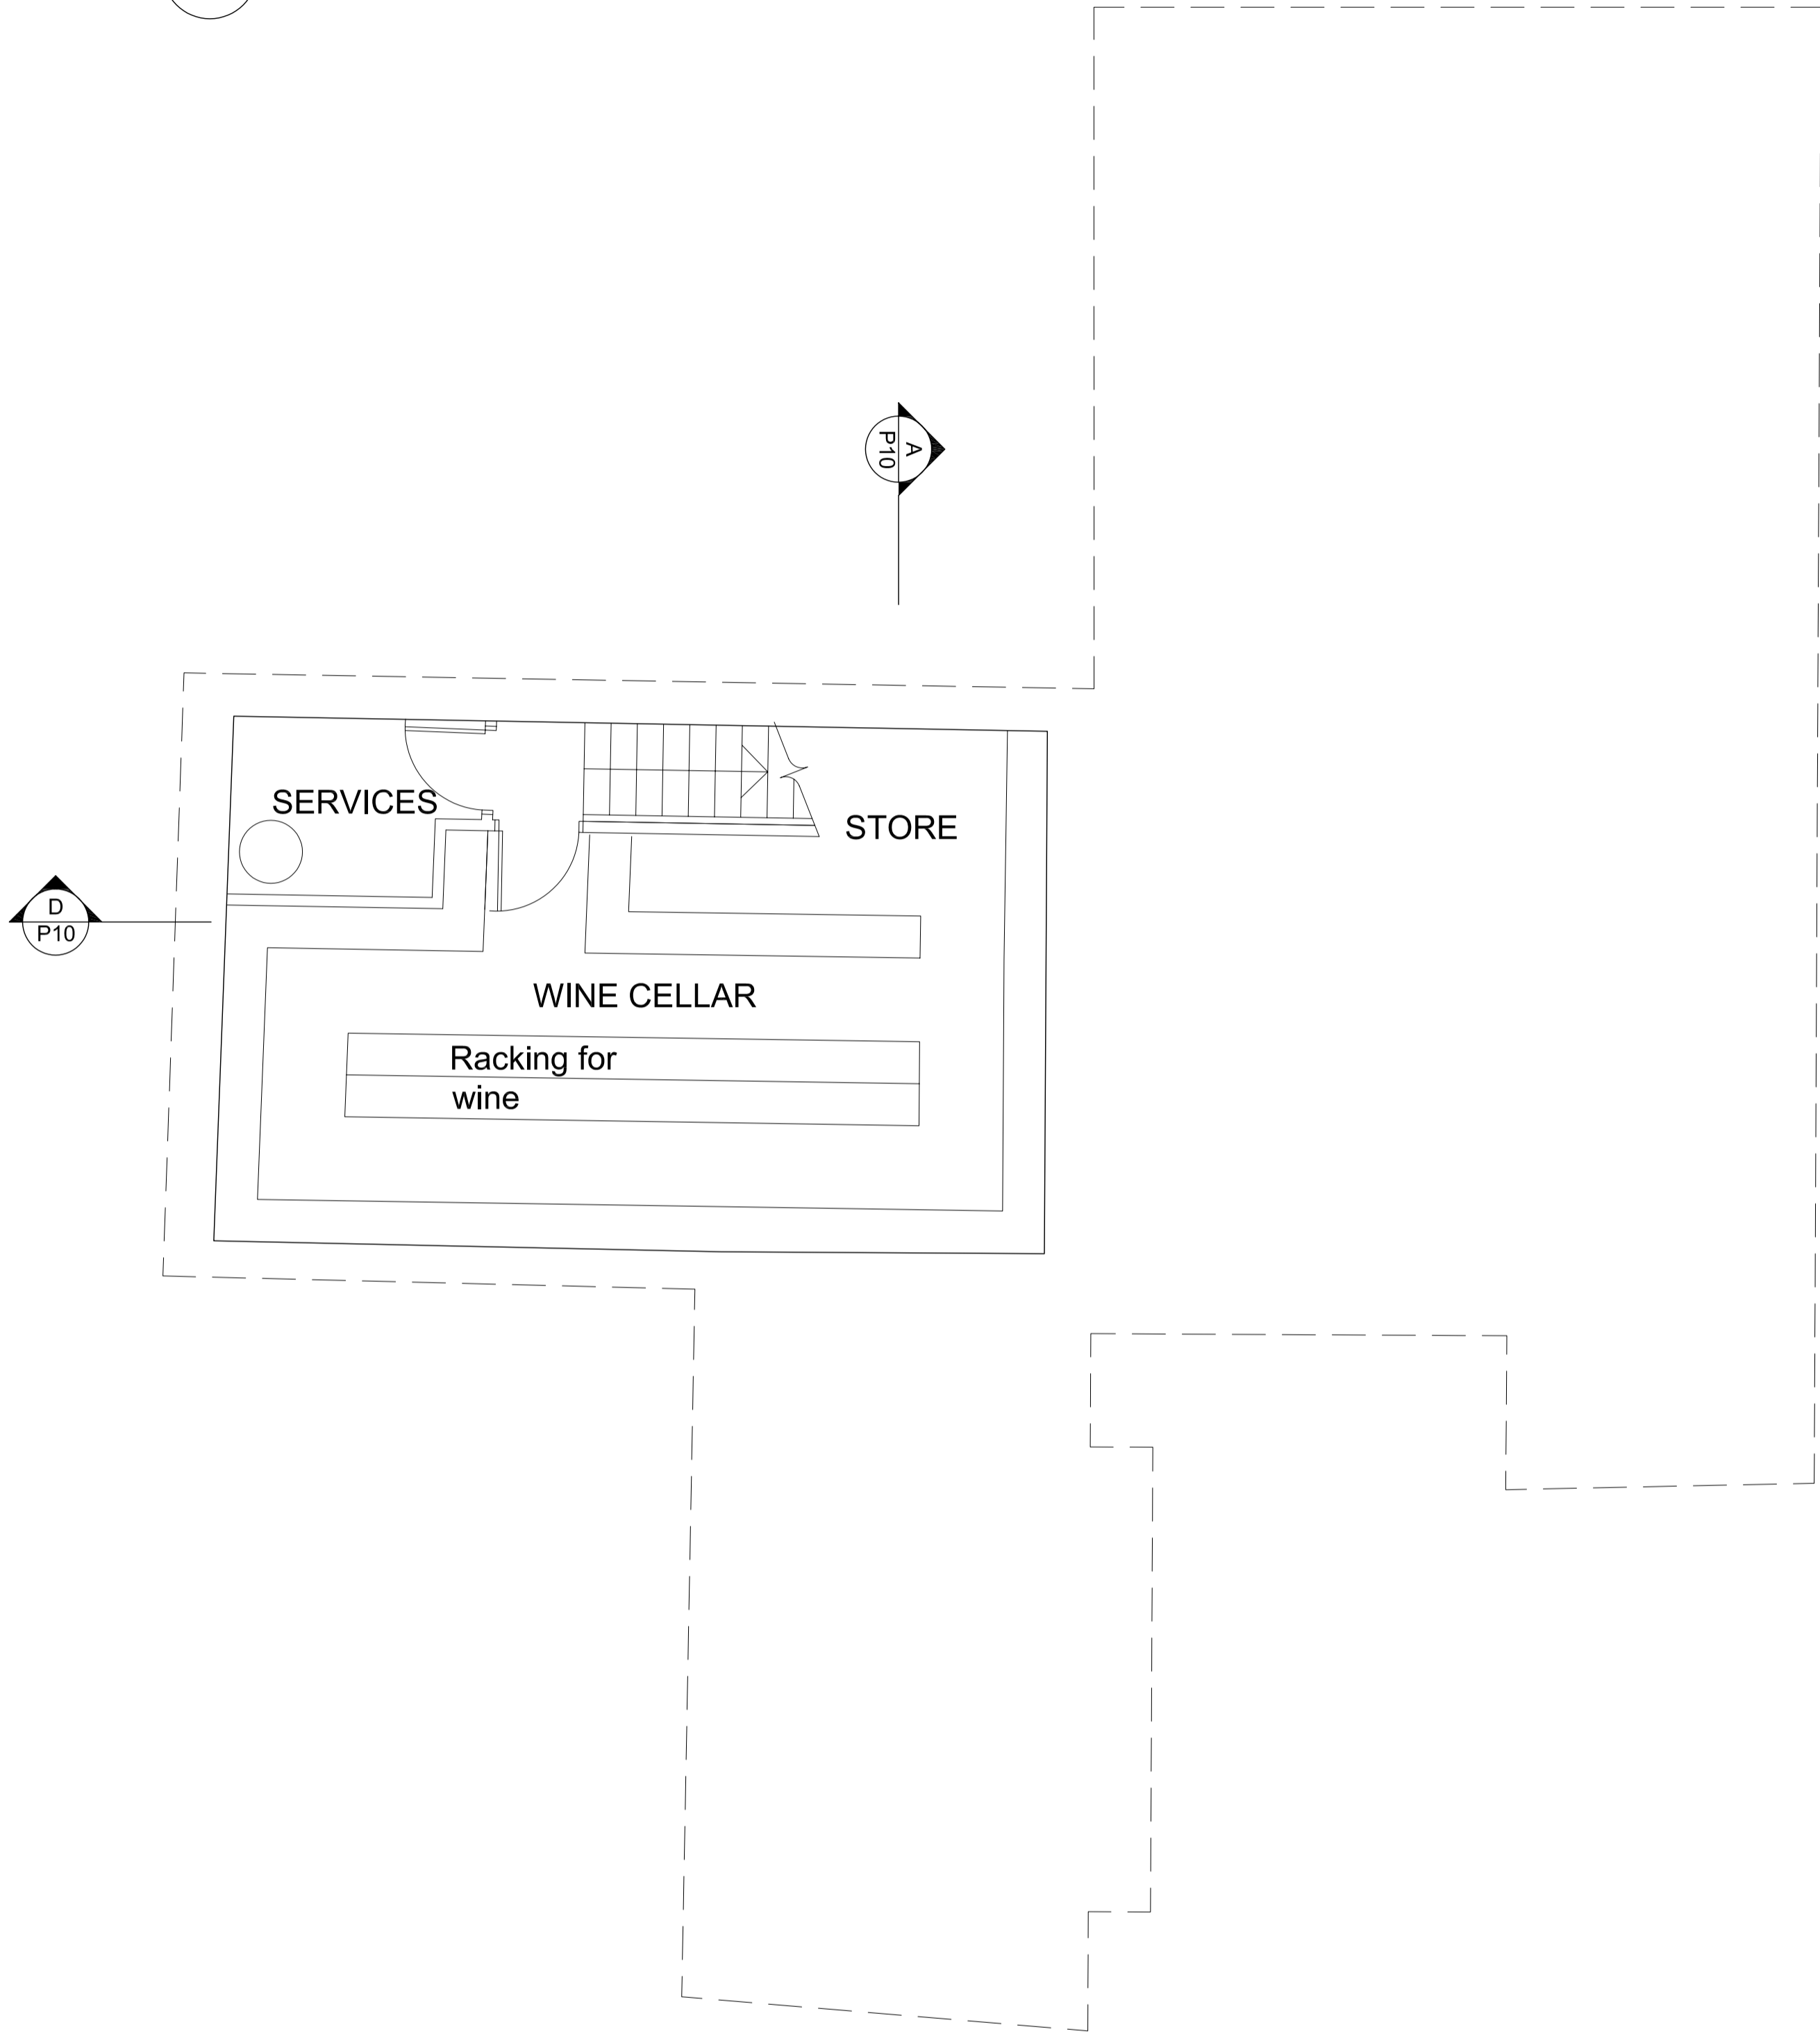 A
P10
SERVICES
STORE
D
P10
WINE CELLAR
Racking for
wine